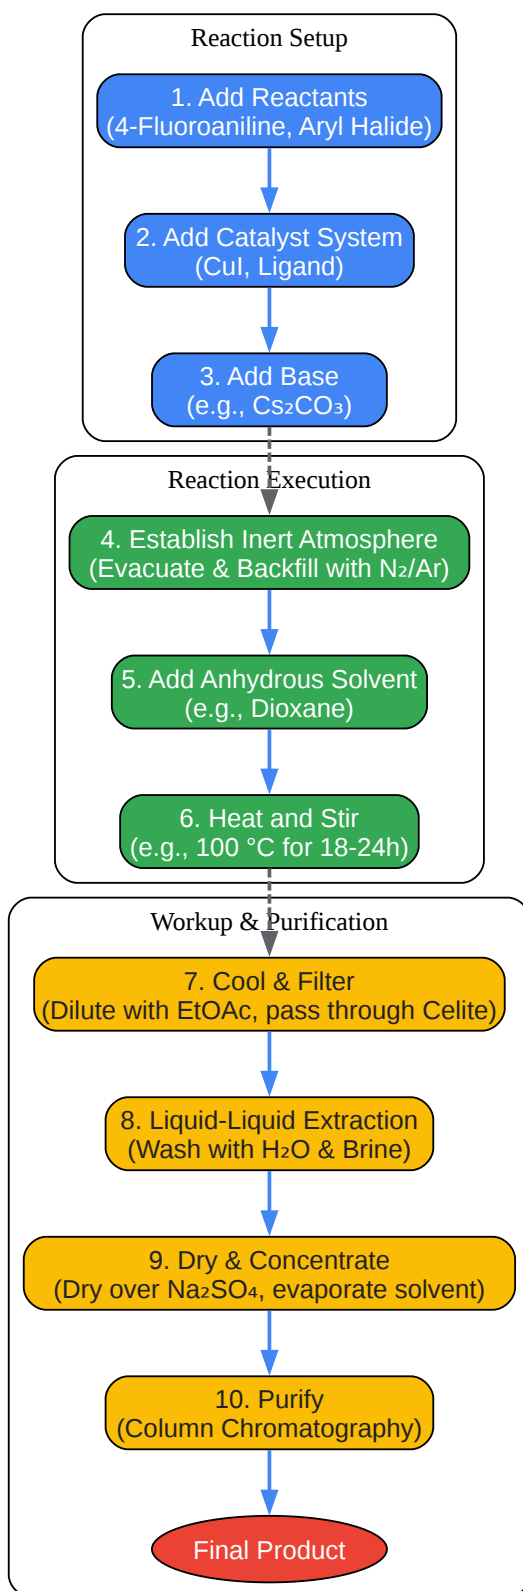 Reaction Setup
1. Add Reactants
(4-Fluoroaniline, Aryl Halide)
2. Add Catalyst System
(CuI, Ligand)
3. Add Base
(e.g., Cs₂CO₃)
Reaction Execution
4. Establish Inert Atmosphere
(Evacuate & Backfill with N₂/Ar)
5. Add Anhydrous Solvent
(e.g., Dioxane)
6. Heat and Stir
(e.g., 100 °C for 18-24h)
Workup & Purification
7. Cool & Filter
(Dilute with EtOAc, pass through Celite)
8. Liquid-Liquid Extraction
(Wash with H₂O & Brine)
9. Dry & Concentrate
(Dry over Na₂SO₄, evaporate solvent)
10. Purify
(Column Chromatography)
Final Product